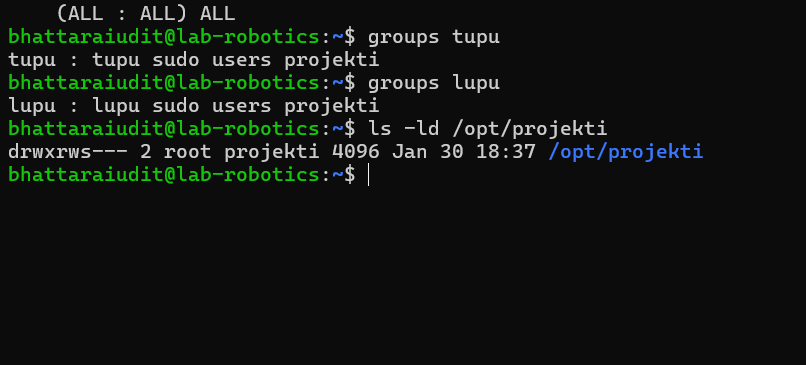 (ALL : ALL) ALL
bhattaraiudit@lab-robotics:~$ groups tupu
tupu : tupu sudo users projekti
bhattaraiudit@lab-robotics:~$ groups lupu
lupu : lupu sudo users projekti
bhattaraiudit@lab-robotics:~$ ls -ld /opt/projekti
drwxrws--- 2 root projekti 4096 Jan 30 18:37 /opt/projekti
bhattaraiudit@lab-robotics:~$